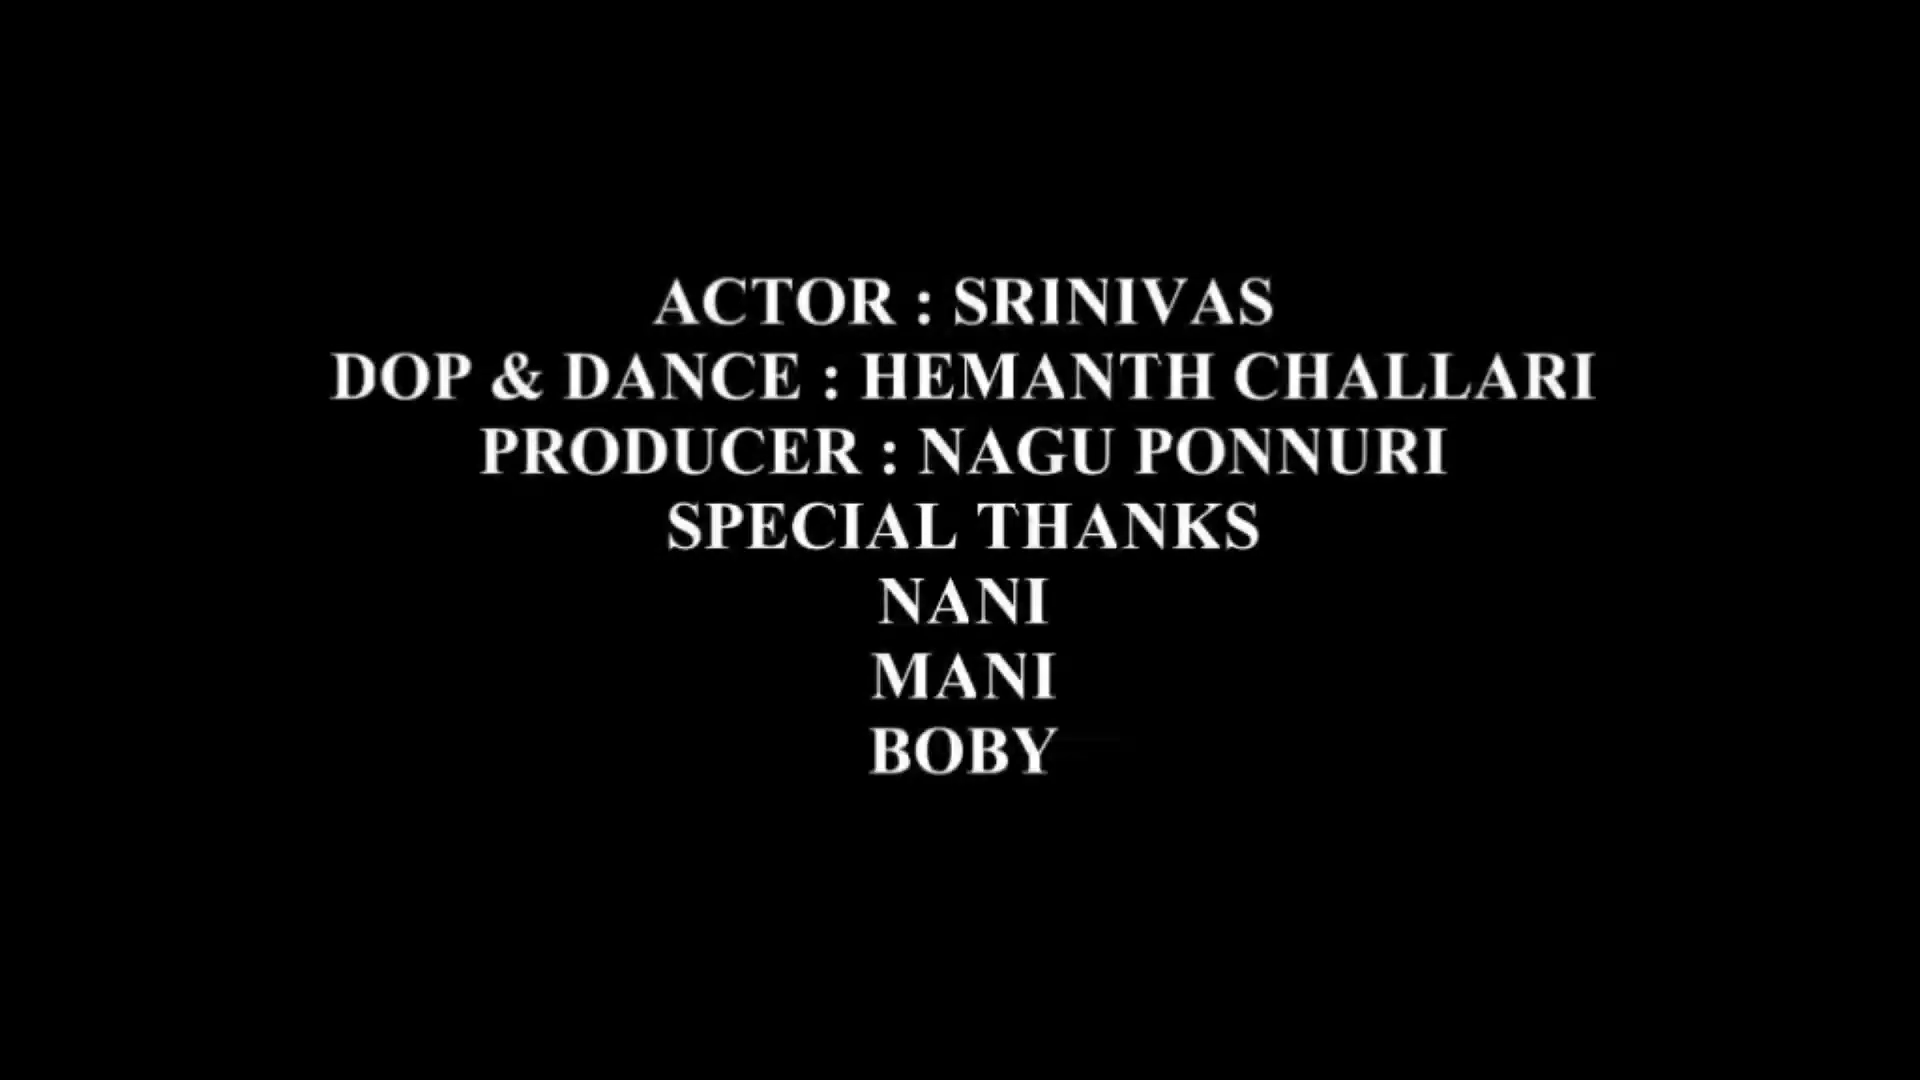 ACTOR : SRINIVAS
DOP & DANCE : HEMANTH CHALLARI
PRODUCER : NAGU PONNURI
SPECIAL THANKS
NANI
MANI
BOBY